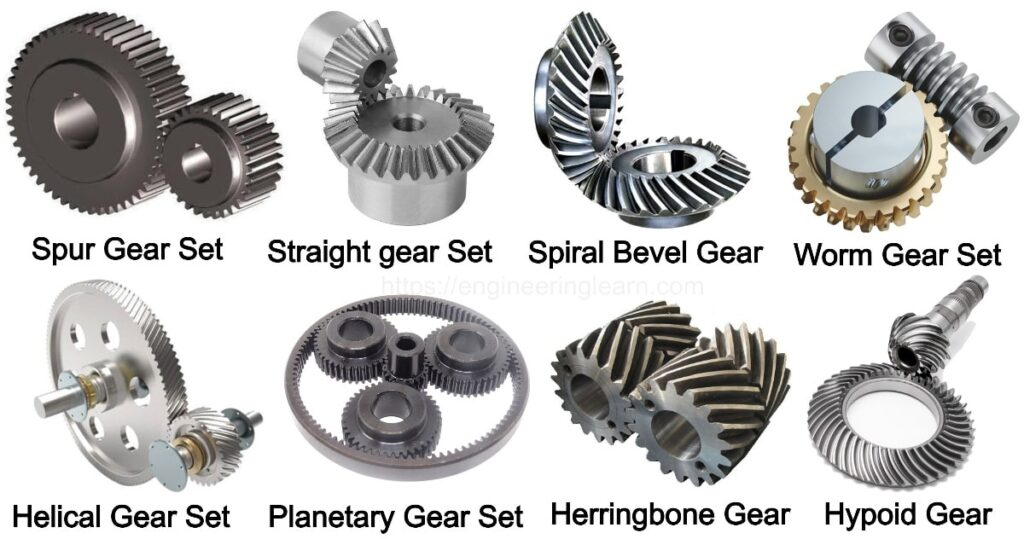 Spur Gear Set
Straight gear Set
Spiral Bevel Gear
Worm Gear Set
https://engineeringlearn.com
Helical Gear Set
Planetary Gear Set
Herringbone Gear
Hypoid Gear